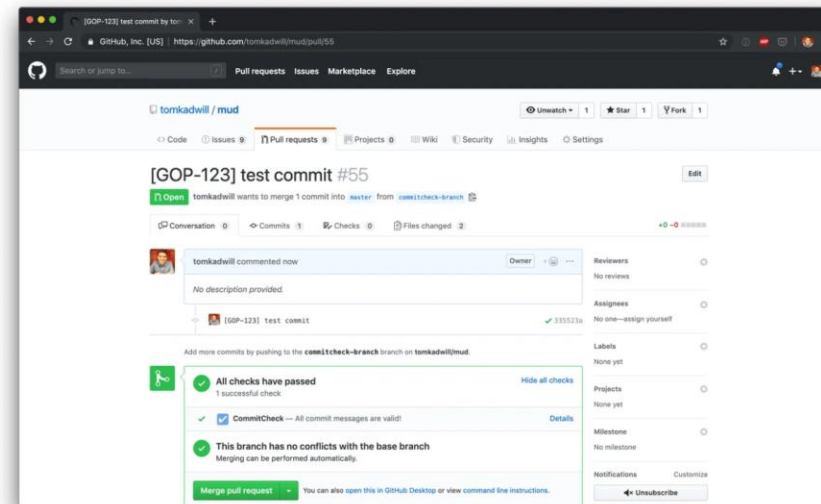 [GOP-123] test commit by tom
GitHub, Inc. [US] | https://github.com/tomkadwill/mud/pull/55
Search or jump to... Pull requests Issues Marketplace Explore
tomkadwill / mud Unwatch 1 Star 1 Fork 1
Code Issues 9 Pull requests 9 Projects 0 Wiki Security Insights Settings
[GOP-123] test commit #55 Edit
Open tomkadwill wants to merge 1 commit into master from commitcheck-branch
Conversation 0 Commits 1 Checks 0 Files changed 2 +0 −0
tomkadwill commented now Owner
No description provided.
[GOP-123] test commit 335523a
Add more commits by pushing to the commitcheck-branch branch on tomkadwill/mud.
All checks have passed Hide all checks
1 successful check
CommitCheck — All commit messages are valid! Details
This branch has no conflicts with the base branch
Merging can be performed automatically.
Merge pull request You can also open this in GitHub Desktop or view command line instructions.
Reviewers
No reviews
Assignees
No one—assign yourself
Labels
None yet
Projects
None yet
Milestone
No milestone
Notifications Customize
Unsubscribe